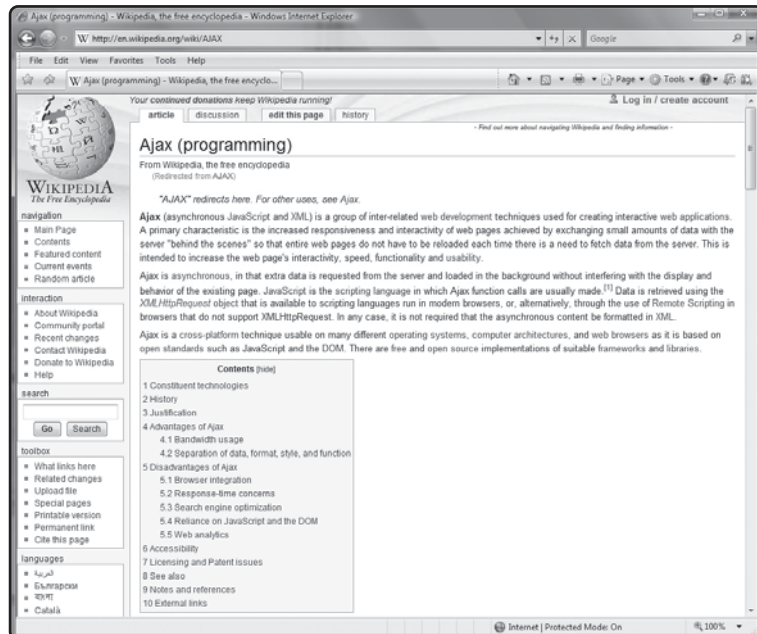 Ajax (programming) - Wikipedia, the free encyclopedia - Windows Internet Explorer
W http://en.wikipedia.org/wiki/AJAX
Google
File Edit View Favorites Tools Help
W Ajax (programming) - Wikipedia, the free encyclo...
Page Tools
Your continued donations keep Wikipedia running!
Log in / create account
article discussion edit this page history
- Find out more about navigating Wikipedia and finding information -
WIKIPEDIA
The Free Encyclopedia
navigation
Main Page
Contents
Featured content
Current events
Random article
interaction
About Wikipedia
Community portal
Recent changes
Contact Wikipedia
Donate to Wikipedia
Help
search
Go Search
toolbox
What links here
Related changes
Upload file
Special pages
Printable version
Permanent link
Cite this page
languages
العربية
Български
বাংলা
Català
Ajax (programming)
From Wikipedia, the free encyclopedia
(Redirected from AJAX)
"AJAX" redirects here. For other uses, see Ajax.
Ajax (asynchronous JavaScript and XML) is a group of inter-related web development techniques used for creating interactive web applications.
A primary characteristic is the increased responsiveness and interactivity of web pages achieved by exchanging small amounts of data with the
server "behind the scenes" so that entire web pages do not have to be reloaded each time there is a need to fetch data from the server. This is
intended to increase the web page's interactivity, speed, functionality and usability.
Ajax is asynchronous, in that extra data is requested from the server and loaded in the background without interfering with the display and
behavior of the existing page. JavaScript is the scripting language in which Ajax function calls are usually made.[1] Data is retrieved using the
XMLHttpRequest object that is available to scripting languages run in modern browsers, or, alternatively, through the use of Remote Scripting in
browsers that do not support XMLHttpRequest. In any case, it is not required that the asynchronous content be formatted in XML.
Ajax is a cross-platform technique usable on many different operating systems, computer architectures, and web browsers as it is based on
open standards such as JavaScript and the DOM. There are free and open source implementations of suitable frameworks and libraries.
Contents [hide]
1 Constituent technologies
2 History
3 Justification
4 Advantages of Ajax
4.1 Bandwidth usage
4.2 Separation of data, format, style, and function
5 Disadvantages of Ajax
5.1 Browser integration
5.2 Response-time concerns
5.3 Search engine optimization
5.4 Reliance on JavaScript and the DOM
5.5 Web analytics
6 Accessibility
7 Licensing and Patent issues
8 See also
9 Notes and references
10 External links
Internet | Protected Mode: On
100%